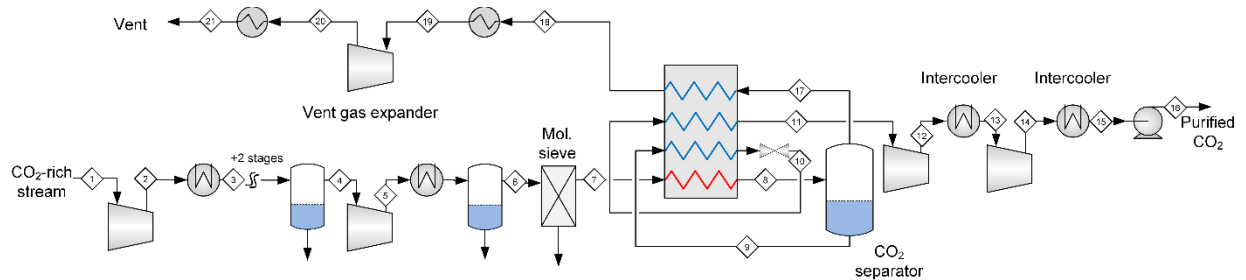 Vent
21
20
19
18
Vent gas expander
17
11
10
8
9
CO₂-rich
stream
1
2
3
+2 stages
4
5
6
Mol.
sieve
7
CO₂
separator
Intercooler
Intercooler
12
13
14
15
16
Purified
CO₂